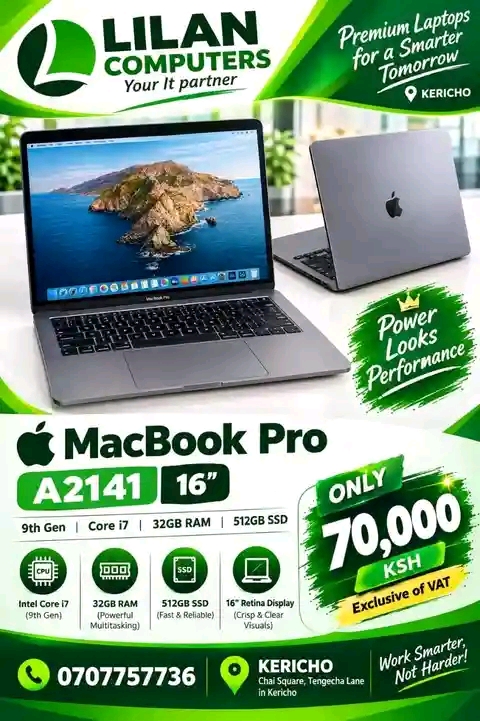 LILAN
COMPUTERS
Your It partner
Premium Laptops
for a Smarter
Tomorrow
KERICHO
MacBook Pro
Power
Looks
Performance
MacBook Pro
A2141 16"
9th Gen | Core i7 | 32GB RAM | 512GB SSD
ONLY
70,000
KSH
Exclusive of VAT
CPU
Intel Core i7
(9th Gen)
32GB RAM
(Powerful
Multitasking)
SSD
512GB SSD
(Fast & Reliable)
16" Retina Display
(Crisp & Clear
Visuals)
0707757736
KERICHO
Chai Square, Tengecha Lane
in Kericho
Work Smarter,
Not Harder!